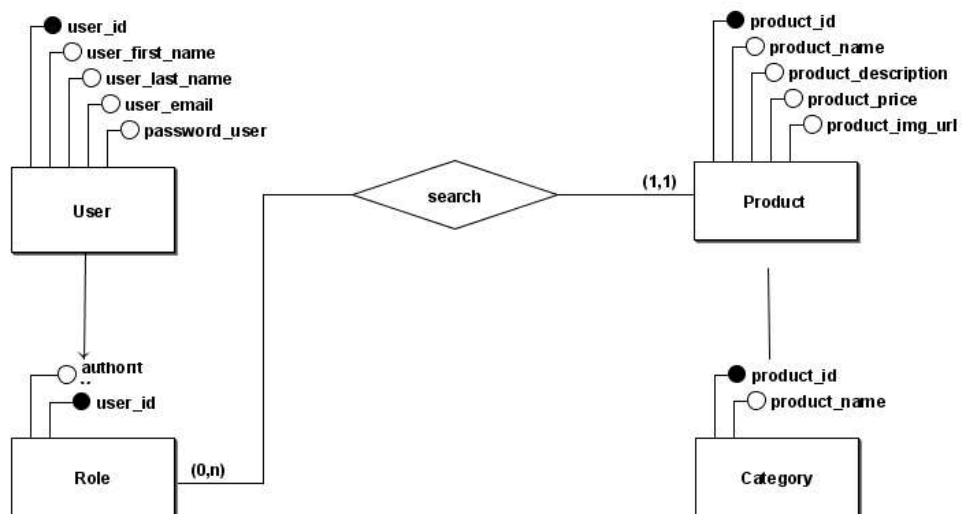 user_id
user_first_name
user_last_name
user_email
password_user
User
product_id
product_name
product_description
product_price
product_img_url
Product
search
(1,1)
authorit
user_id
Role
(0,n)
product_id
product_name
Category